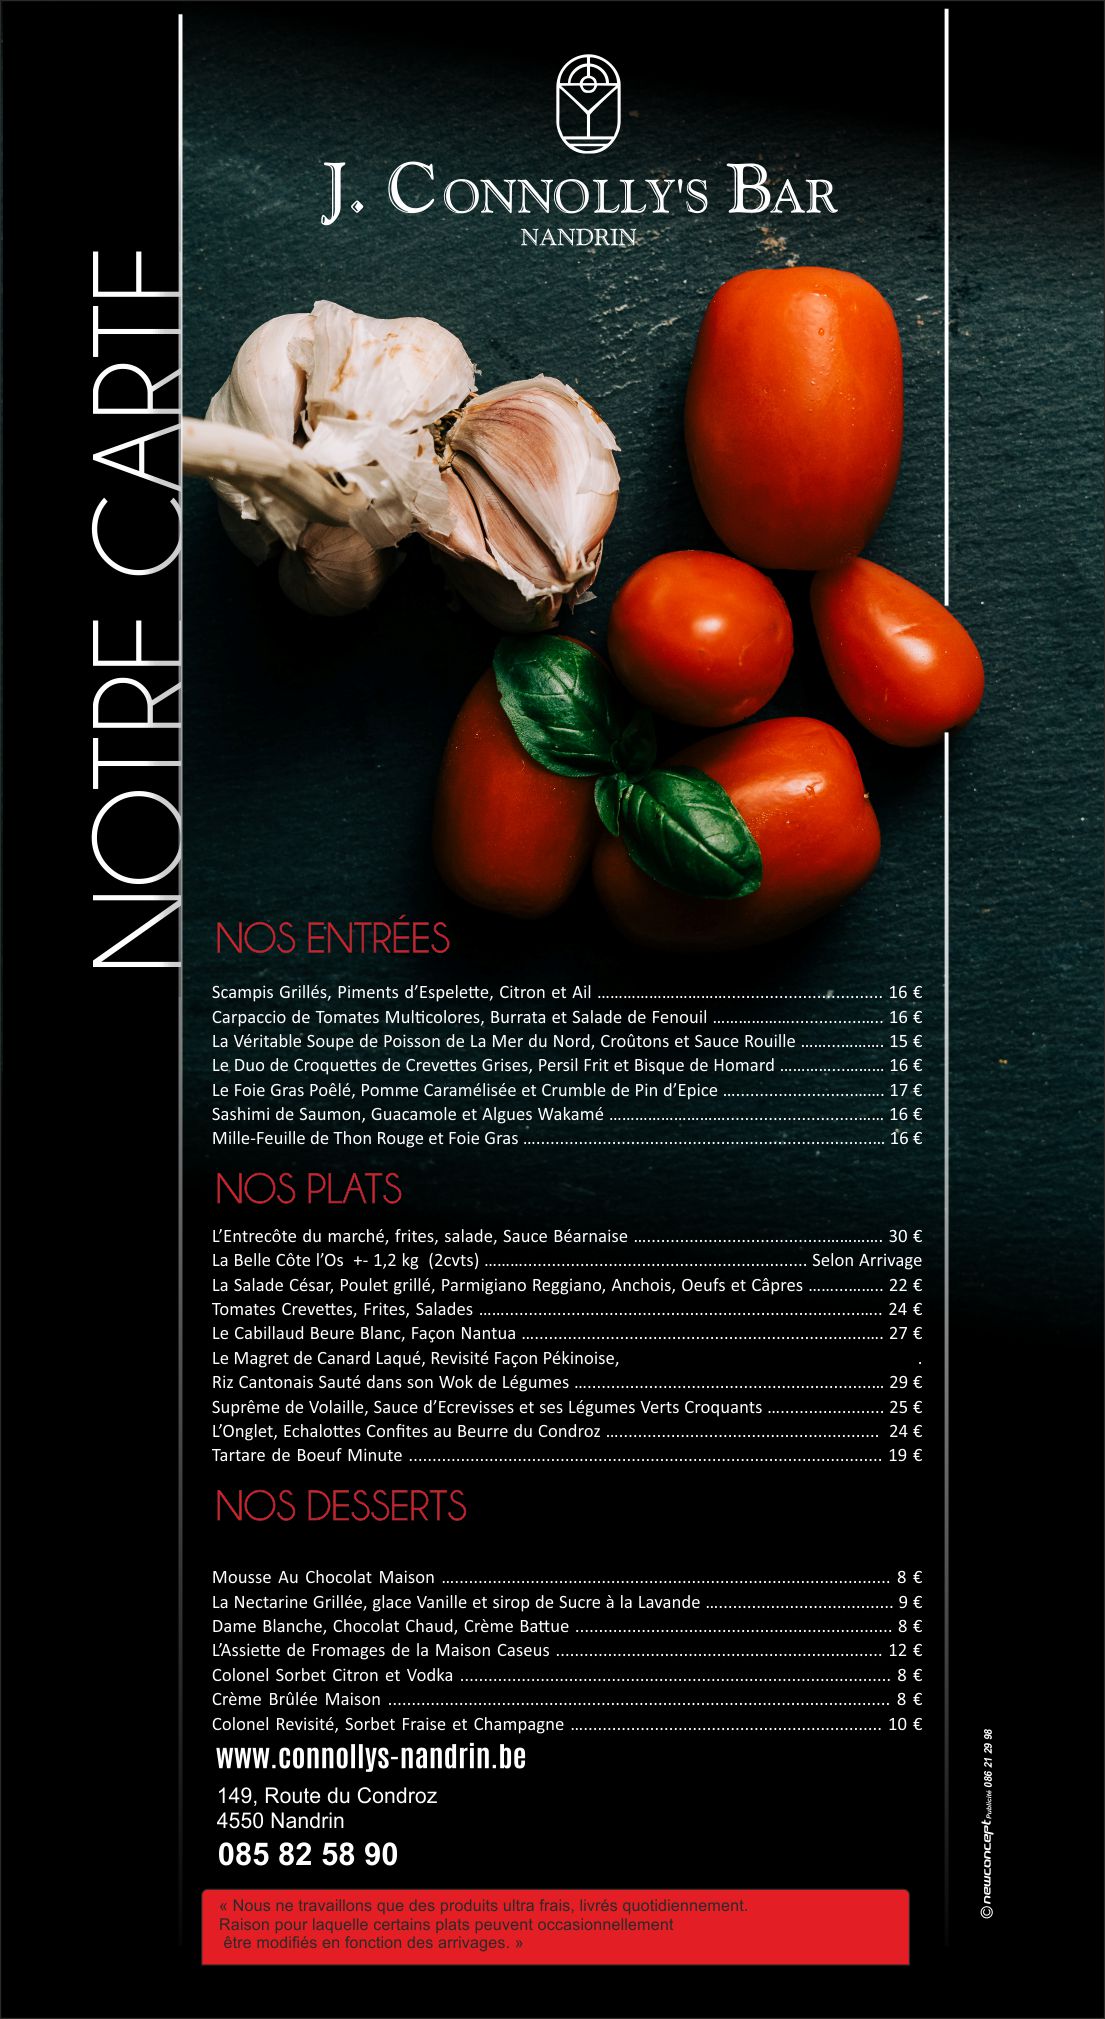 J. CONNOLLY'S BAR
NANDRIN
NOTRE CARTE
NOS ENTRÉES
Scampis Grillés, Piments d'Espelette, Citron et Ail ........ 16 €
Carpaccio de Tomates Multicolores, Burrata et Salade de Fenouil ........ 16 €
La Véritable Soupe de Poisson de La Mer du Nord, Croûtons et Sauce Rouille ........ 15 €
Le Duo de Croquettes de Crevettes Grises, Persil Frit et Bisque de Homard ........ 16 €
Le Foie Gras Poêlé, Pomme Caramélisée et Crumble de Pin d'Epice ........ 17 €
Sashimi de Saumon, Guacamole et Algues Wakamé ........ 16 €
Mille-Feuille de Thon Rouge et Foie Gras ........ 16 €
NOS PLATS
L'Entrecôte du marché, frites, salade, Sauce Béarnaise ........ 30 €
La Belle Côte l'Os +- 1,2 kg (2cvts) ........ Selon Arrivage
La Salade César, Poulet grillé, Parmigiano Reggiano, Anchois, Oeufs et Câpres ........ 22 €
Tomates Crevettes, Frites, Salades ........ 24 €
Le Cabillaud Beure Blanc, Façon Nantua ........ 27 €
Le Magret de Canard Laqué, Revisité Façon Pékinoise, .
Riz Cantonais Sauté dans son Wok de Légumes ........ 29 €
Suprême de Volaille, Sauce d'Ecrevisses et ses Légumes Verts Croquants ........ 25 €
L'Onglet, Echalottes Confites au Beurre du Condroz ........ 24 €
Tartare de Boeuf Minute ........ 19 €
NOS DESSERTS
Mousse Au Chocolat Maison ........ 8 €
La Nectarine Grillée, glace Vanille et sirop de Sucre à la Lavande ........ 9 €
Dame Blanche, Chocolat Chaud, Crème Battue ........ 8 €
L'Assiette de Fromages de la Maison Caseus ........ 12 €
Colonel Sorbet Citron et Vodka ........ 8 €
Crème Brûlée Maison ........ 8 €
Colonel Revisité, Sorbet Fraise et Champagne ........ 10 €
www.connollys-nandrin.be
149, Route du Condroz
4550 Nandrin
085 82 58 90
« Nous ne travaillons que des produits ultra frais, livrés quotidiennement.
Raison pour laquelle certains plats peuvent occasionnellement
être modifiés en fonction des arrivages. »
© newconcept Publicité 086 21 29 98